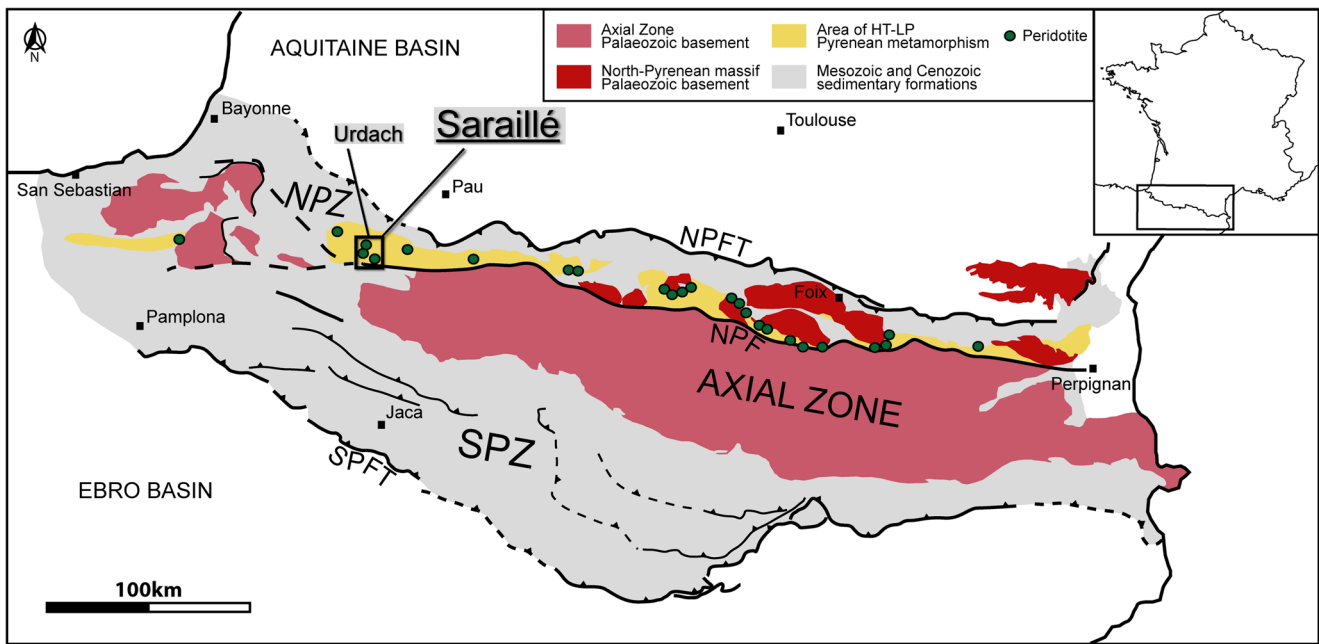 N
AQUITAINE BASIN
Axial Zone
Palaeozoic basement
North-Pyrenean massif
Palaeozoic basement
Area of HT-LP
Pyrenean metamorphism
Mesozoic and Cenozoic
sedimentary formations
Peridotite
Bayonne
Urdach
Saraillé
Toulouse
San Sebastian
Pau
NPZ
NPFT
Foix
Pamplona
NPF
Perpignan
AXIAL ZONE
Jaca
SPZ
SPFT
EBRO BASIN
100km